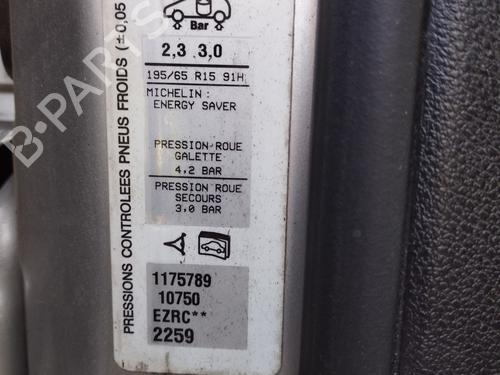 PRESSIONS CONTROLEES PNEUS FROIDS (±0,05
Bar
2,3 3,0
195/65 R15 91H
MICHELIN:
ENERGY SAVER
PRESSION-ROUE
GALETTE
4,2 BAR
PRESSION ROUE
SECOURS
3,0 BAR
1175789
10750
EZRC**
2259